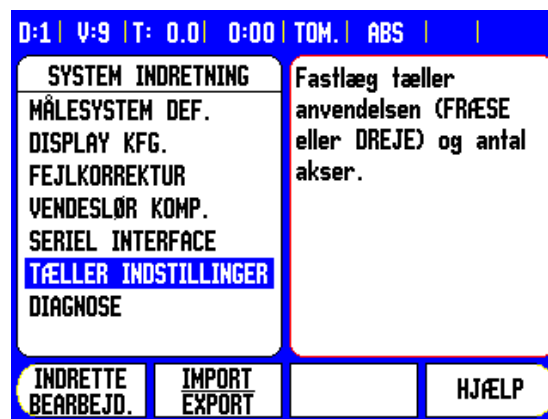 D:1| V:9 |T: 0.0| 0:00| TOM.| ABS | |
SYSTEM INDRETNING
MÅLESYSTEM DEF.
DISPLAY KFG.
FEJLKORREKTUR
VENDESLØR KOMP.
SERIEL INTERFACE
TÆLLER INDSTILLINGER
DIAGNOSE
Fastlæg tæller
anvendelsen (FRÆSE
eller DREJE) og antal
akser.
INDRETTE
BEARBEJD.
IMPORT
EXPORT
HJÆLP